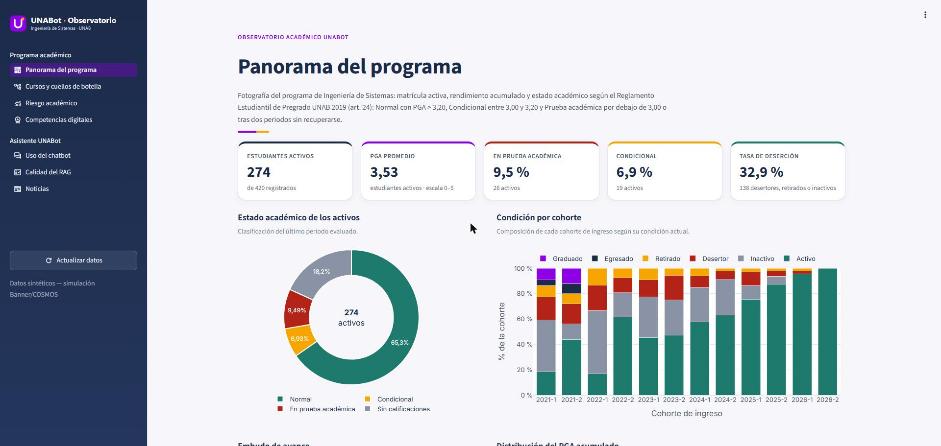 UNABot · Observatorio
Ingeniería de Sistemas · UNAB
Programa académico
Panorama del programa
Cursos y cuellos de botella
Riesgo académico
Competencias digitales
Asistente UNABot
Uso del chatbot
Calidad del RAG
Noticias
Actualizar datos
Datos sintéticos — simulación
Banner/COSMOS
OBSERVATORIO ACADÉMICO UNABOT
Panorama del programa
Fotografía del programa de Ingeniería de Sistemas: matrícula activa, rendimiento acumulado y estado académico según el Reglamento
Estudiantil de Pregrado UNAB 2019 (art. 24): Normal con PGA > 3,20, Condicional entre 3,00 y 3,20 y Prueba académica por debajo de 3,00 o
tras dos periodos sin recuperarse.
ESTUDIANTES ACTIVOS
274
de 420 registrados
PGA PROMEDIO
3,53
estudiantes activos · escala 0–5
EN PRUEBA ACADÉMICA
9,5 %
26 activos
CONDICIONAL
6,9 %
19 activos
TASA DE DESERCIÓN
32,9 %
138 desertores, retirados o inactivos
Estado académico de los activos
Clasificación del último periodo evaluado.
18,2%
9,49%
6,93%
65,3%
274
activos
Normal
Condicional
En prueba académica
Sin calificaciones
Condición por cohorte
Composición de cada cohorte de ingreso según su condición actual.
Graduado
Egresado
Retirado
Desertor
Inactivo
Activo
% de la cohorte
100 %
80 %
60 %
40 %
20 %
0 %
2021-1
2021-2
2022-1
2022-2
2023-1
2023-2
2024-1
2024-2
2025-1
2025-2
2026-1
2026-2
Cohorte de ingreso
Embudo de avance
Distribución del PGA acumulado